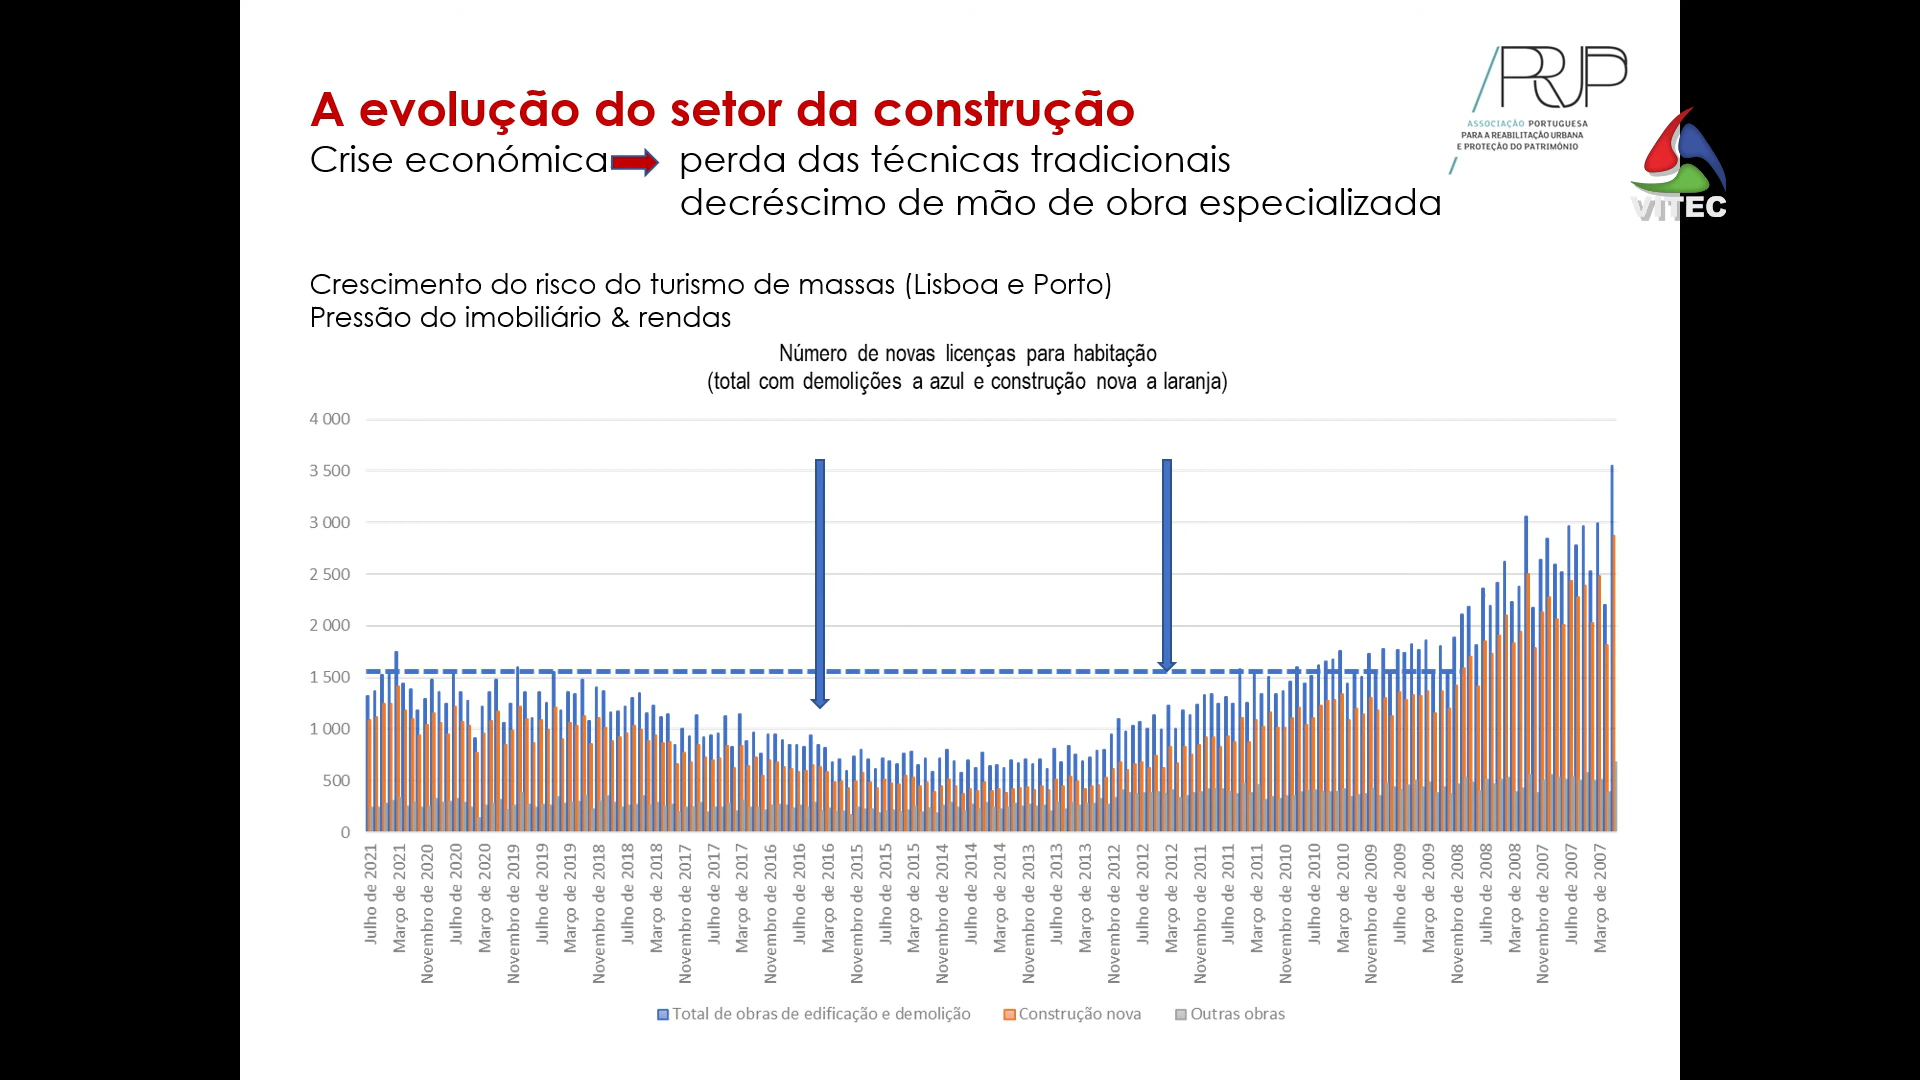 A evolução do setor da construção
Crise económica perda das técnicas tradicionais
decréscimo de mão de obra especializada
PRUP
ASSOCIAÇÃO PORTUGUESA
PARA A REABILITAÇÃO URBANA
E PROTEÇÃO DO PATRIMÓNIO
VITEC
Crescimento do risco do turismo de massas (Lisboa e Porto)
Pressão do imobiliário & rendas
Número de novas licenças para habitação
(total com demolições a azul e construção nova a laranja)
4 000
3 500
3 000
2 500
2 000
1 500
1 000
500
0
Julho de 2021
Março de 2021
Novembro de 2020
Julho de 2020
Março de 2020
Novembro de 2019
Julho de 2019
Março de 2019
Novembro de 2018
Julho de 2018
Março de 2018
Novembro de 2017
Julho de 2017
Março de 2017
Novembro de 2016
Julho de 2016
Março de 2016
Novembro de 2015
Julho de 2015
Março de 2015
Novembro de 2014
Julho de 2014
Março de 2014
Novembro de 2013
Julho de 2013
Março de 2013
Novembro de 2012
Julho de 2012
Março de 2012
Novembro de 2011
Julho de 2011
Março de 2011
Novembro de 2010
Julho de 2010
Março de 2010
Novembro de 2009
Julho de 2009
Março de 2009
Novembro de 2008
Julho de 2008
Março de 2008
Novembro de 2007
Julho de 2007
Março de 2007
Total de obras de edificação e demolição Construção nova Outras obras